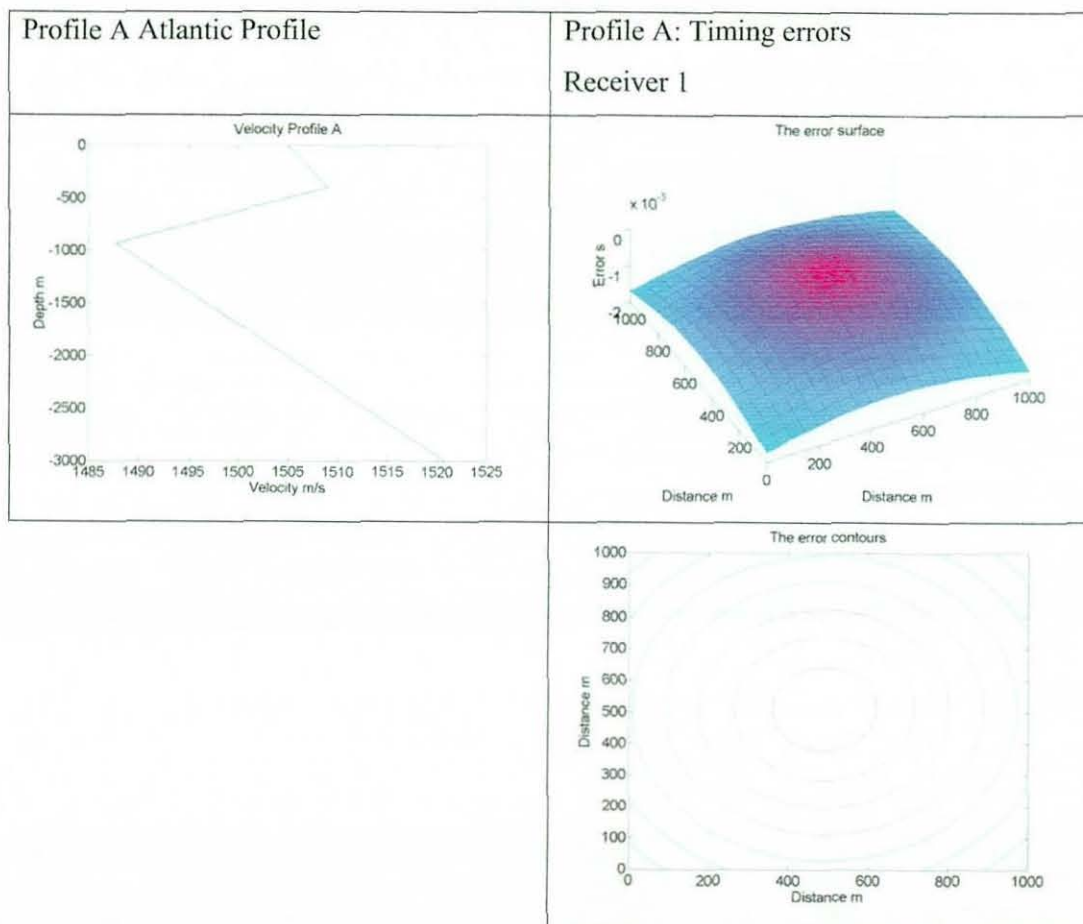 Profile A Atlantic Profile
Profile A: Timing errors
Receiver 1
Velocity Profile A
0
-500
-1000
-1500
-2000
-2500
-3000
Depth m
1485 1490 1495 1500 1505 1510 1515 1520 1525
Velocity m/s
The error surface
x 10-3
0
-1
-2
Error s
1000
800
600
400
200
0
200
400
600
800
1000
Distance m
Distance m
The error contours
1000
900
800
700
600
500
400
300
200
100
0
Distance m
0 200 400 600 800 1000
Distance m